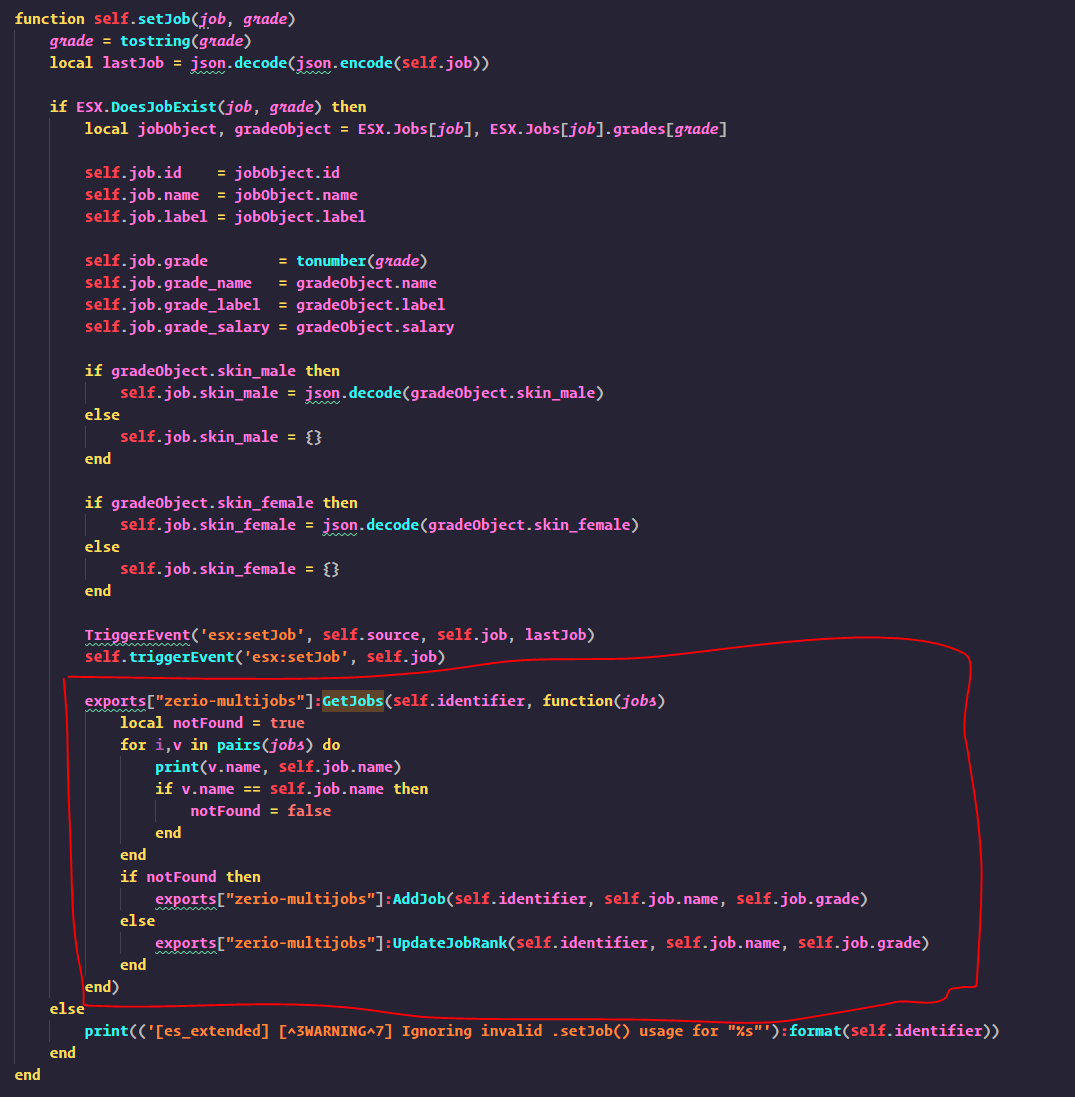 function self.setJob(job, grade)
    grade = tostring(grade)
    local lastJob = json.decode(json.encode(self.job))

    if ESX.DoesJobExist(job, grade) then
        local jobObject, gradeObject = ESX.Jobs[job], ESX.Jobs[job].grades[grade]

        self.job.id    = jobObject.id
        self.job.name  = jobObject.name
        self.job.label = jobObject.label

        self.job.grade        = tonumber(grade)
        self.job.grade_name   = gradeObject.name
        self.job.grade_label  = gradeObject.label
        self.job.grade_salary = gradeObject.salary

        if gradeObject.skin_male then
            self.job.skin_male = json.decode(gradeObject.skin_male)
        else
            self.job.skin_male = {}
        end

        if gradeObject.skin_female then
            self.job.skin_female = json.decode(gradeObject.skin_female)
        else
            self.job.skin_female = {}
        end

        TriggerEvent('esx:setJob', self.source, self.job, lastJob)
        self.triggerEvent('esx:setJob', self.job)

        exports["zerio-multijobs"]:GetJobs(self.identifier, function(jobs)
            local notFound = true
            for i,v in pairs(jobs) do
                print(v.name, self.job.name)
                if v.name == self.job.name then
                    notFound = false
                end
            end
            if notFound then
                exports["zerio-multijobs"]:AddJob(self.identifier, self.job.name, self.job.grade)
            else
                exports["zerio-multijobs"]:UpdateJobRank(self.identifier, self.job.name, self.job.grade)
            end
        end)
    else
        print(('[es_extended] [^3WARNING^7] Ignoring invalid .setJob() usage for "%s"'):format(self.identifier))
    end
end